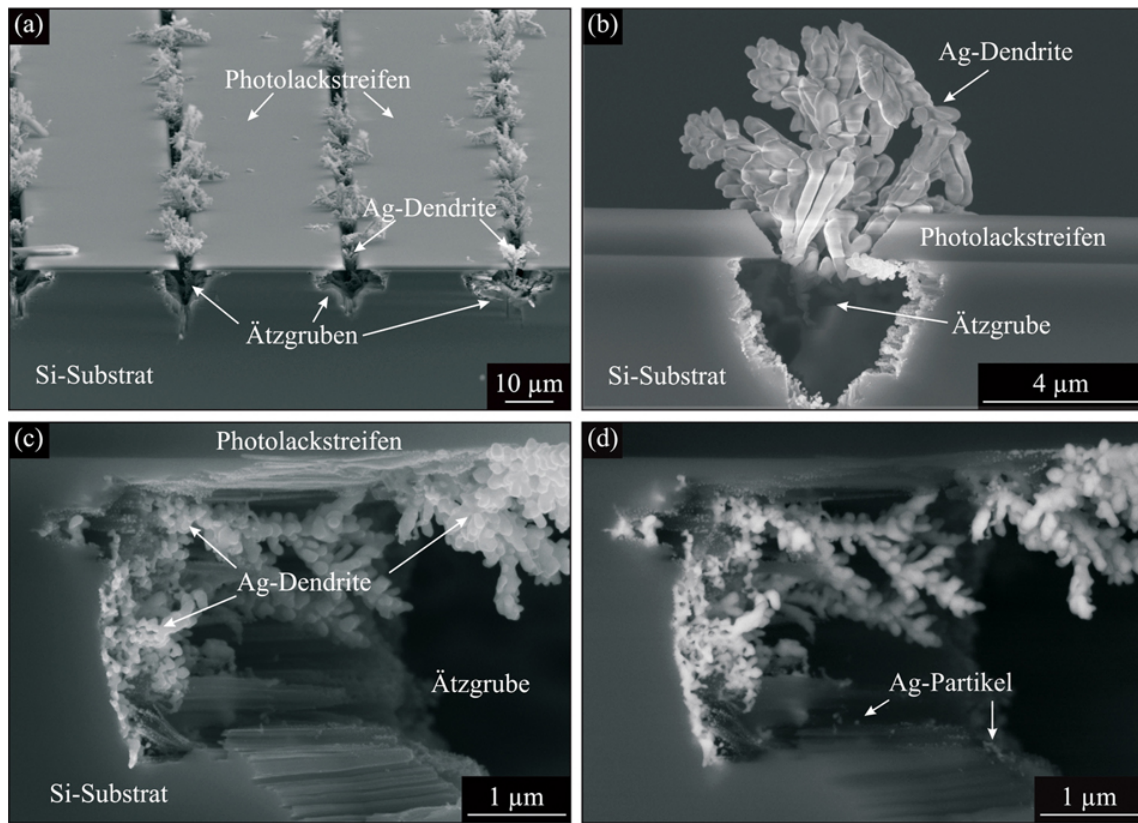 (a)
Photolackstreifen
Ag-Dendrite
Ätzgruben
Si-Substrat
10 µm
(b)
Ag-Dendrite
Photolackstreifen
Ätzgrube
Si-Substrat
4 µm
(c)
Photolackstreifen
Ag-Dendrite
Ätzgrube
Si-Substrat
1 µm
(d)
Ag-Partikel
1 µm